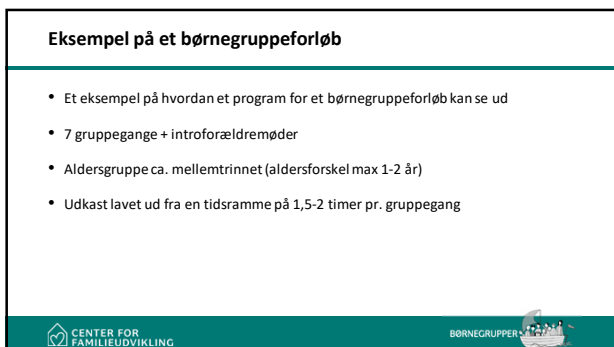 Eksempel på et børnegruppeforløb
• Et eksempel på hvordan et program for et børnegruppeforløb kan se ud
• 7 gruppegange + introforældremøder
• Aldersgruppe ca. mellemtrinnet (aldersforskel max 1-2 år)
• Udkast lavet ud fra en tidsramme på 1,5-2 timer pr. gruppegang
CENTER FOR
FAMILIEUDVIKLING
BØRNEGRUPPER